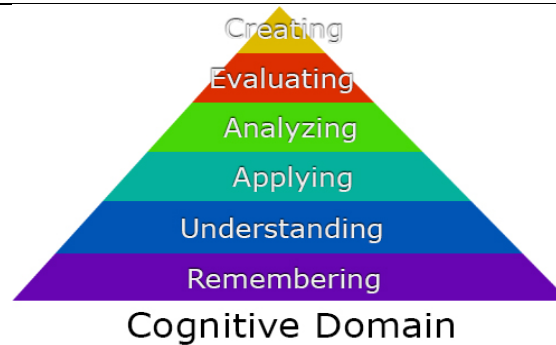 Creating
Evaluating
Analyzing
Applying
Understanding
Remembering
Cognitive Domain